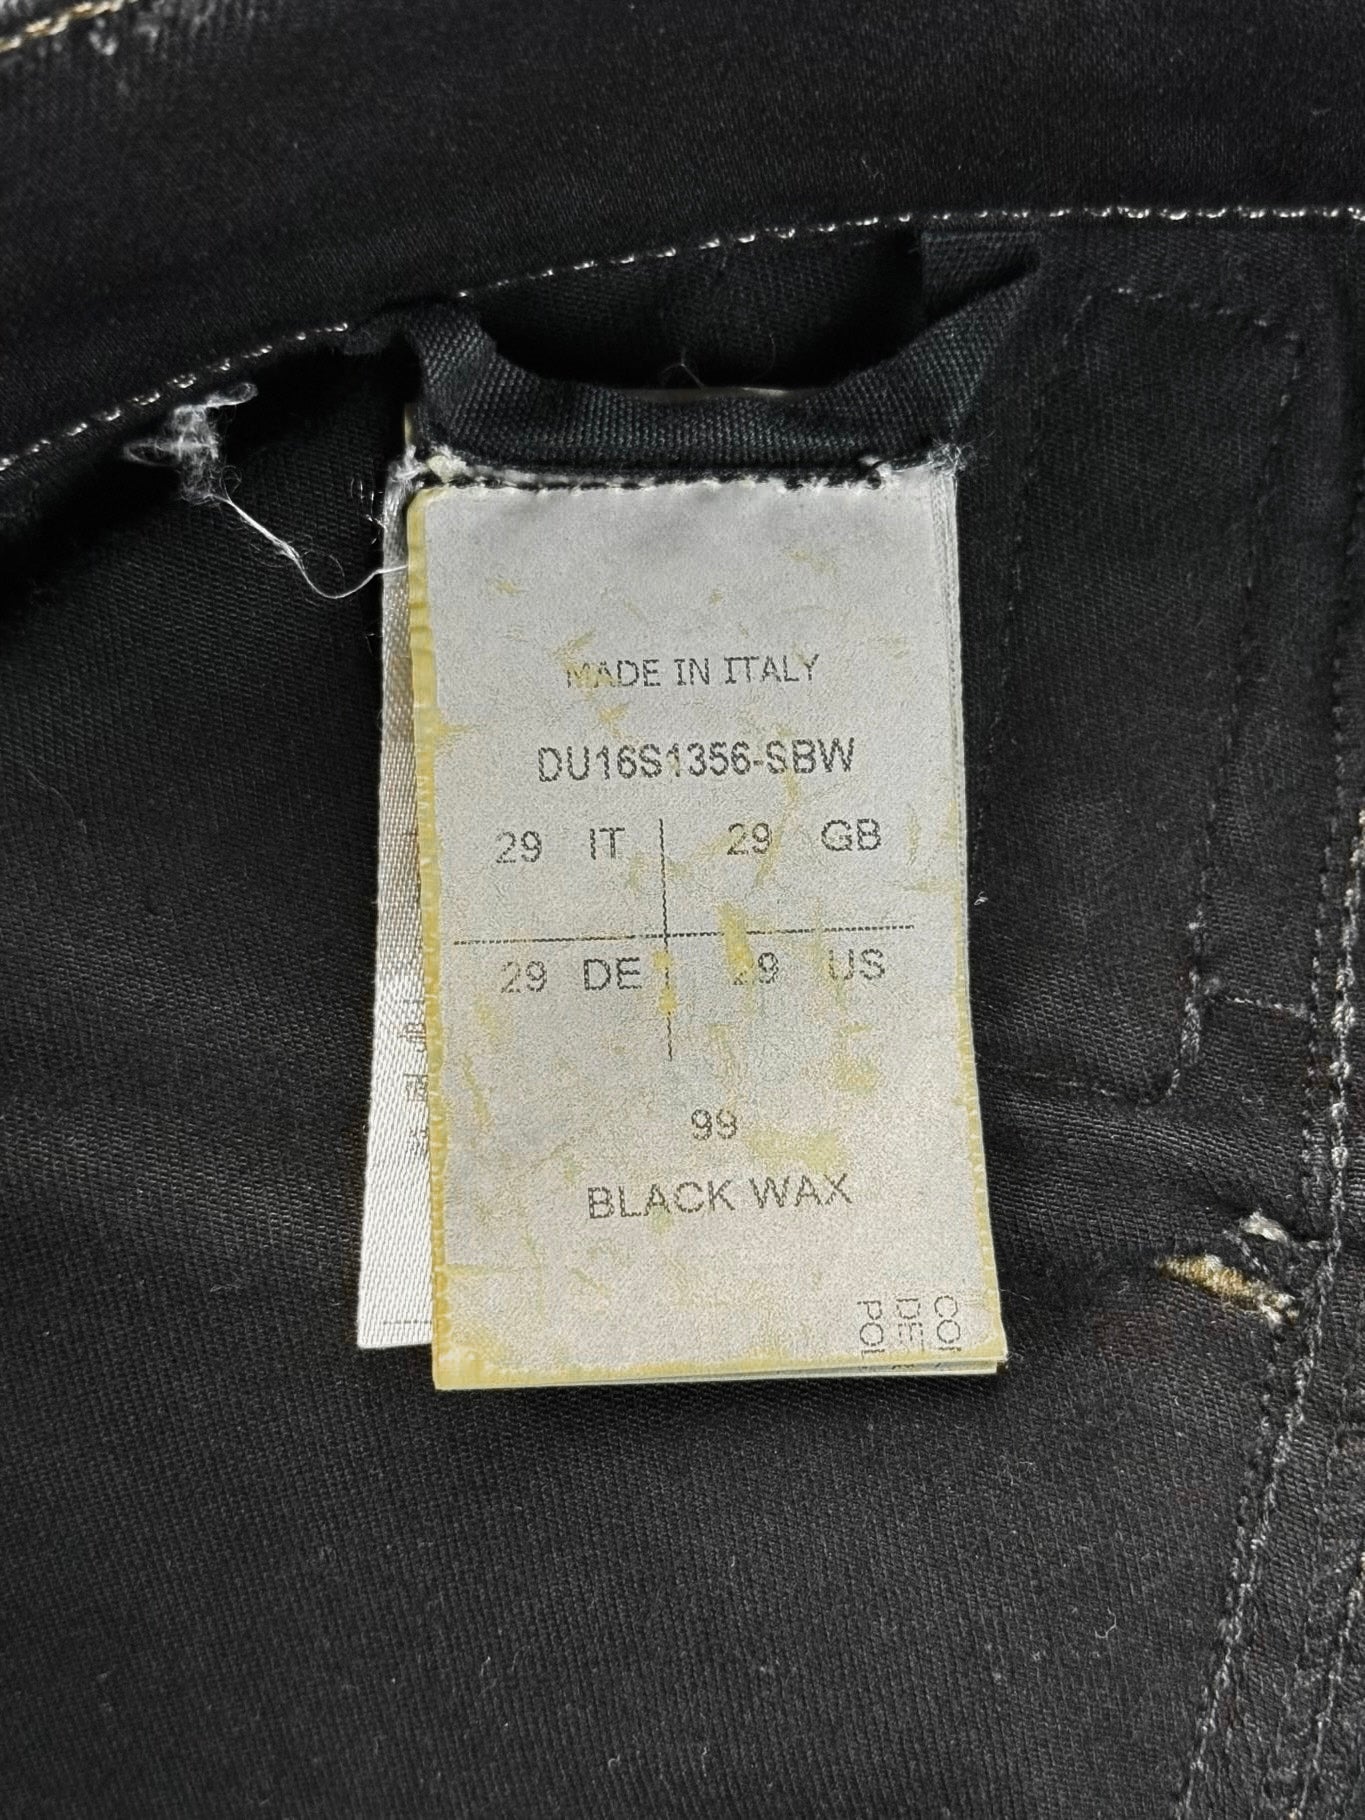 MADE IN ITALY
DU16S1356-SBW
29 IT 29 GB
29 DE 29 US
99
BLACK WAX